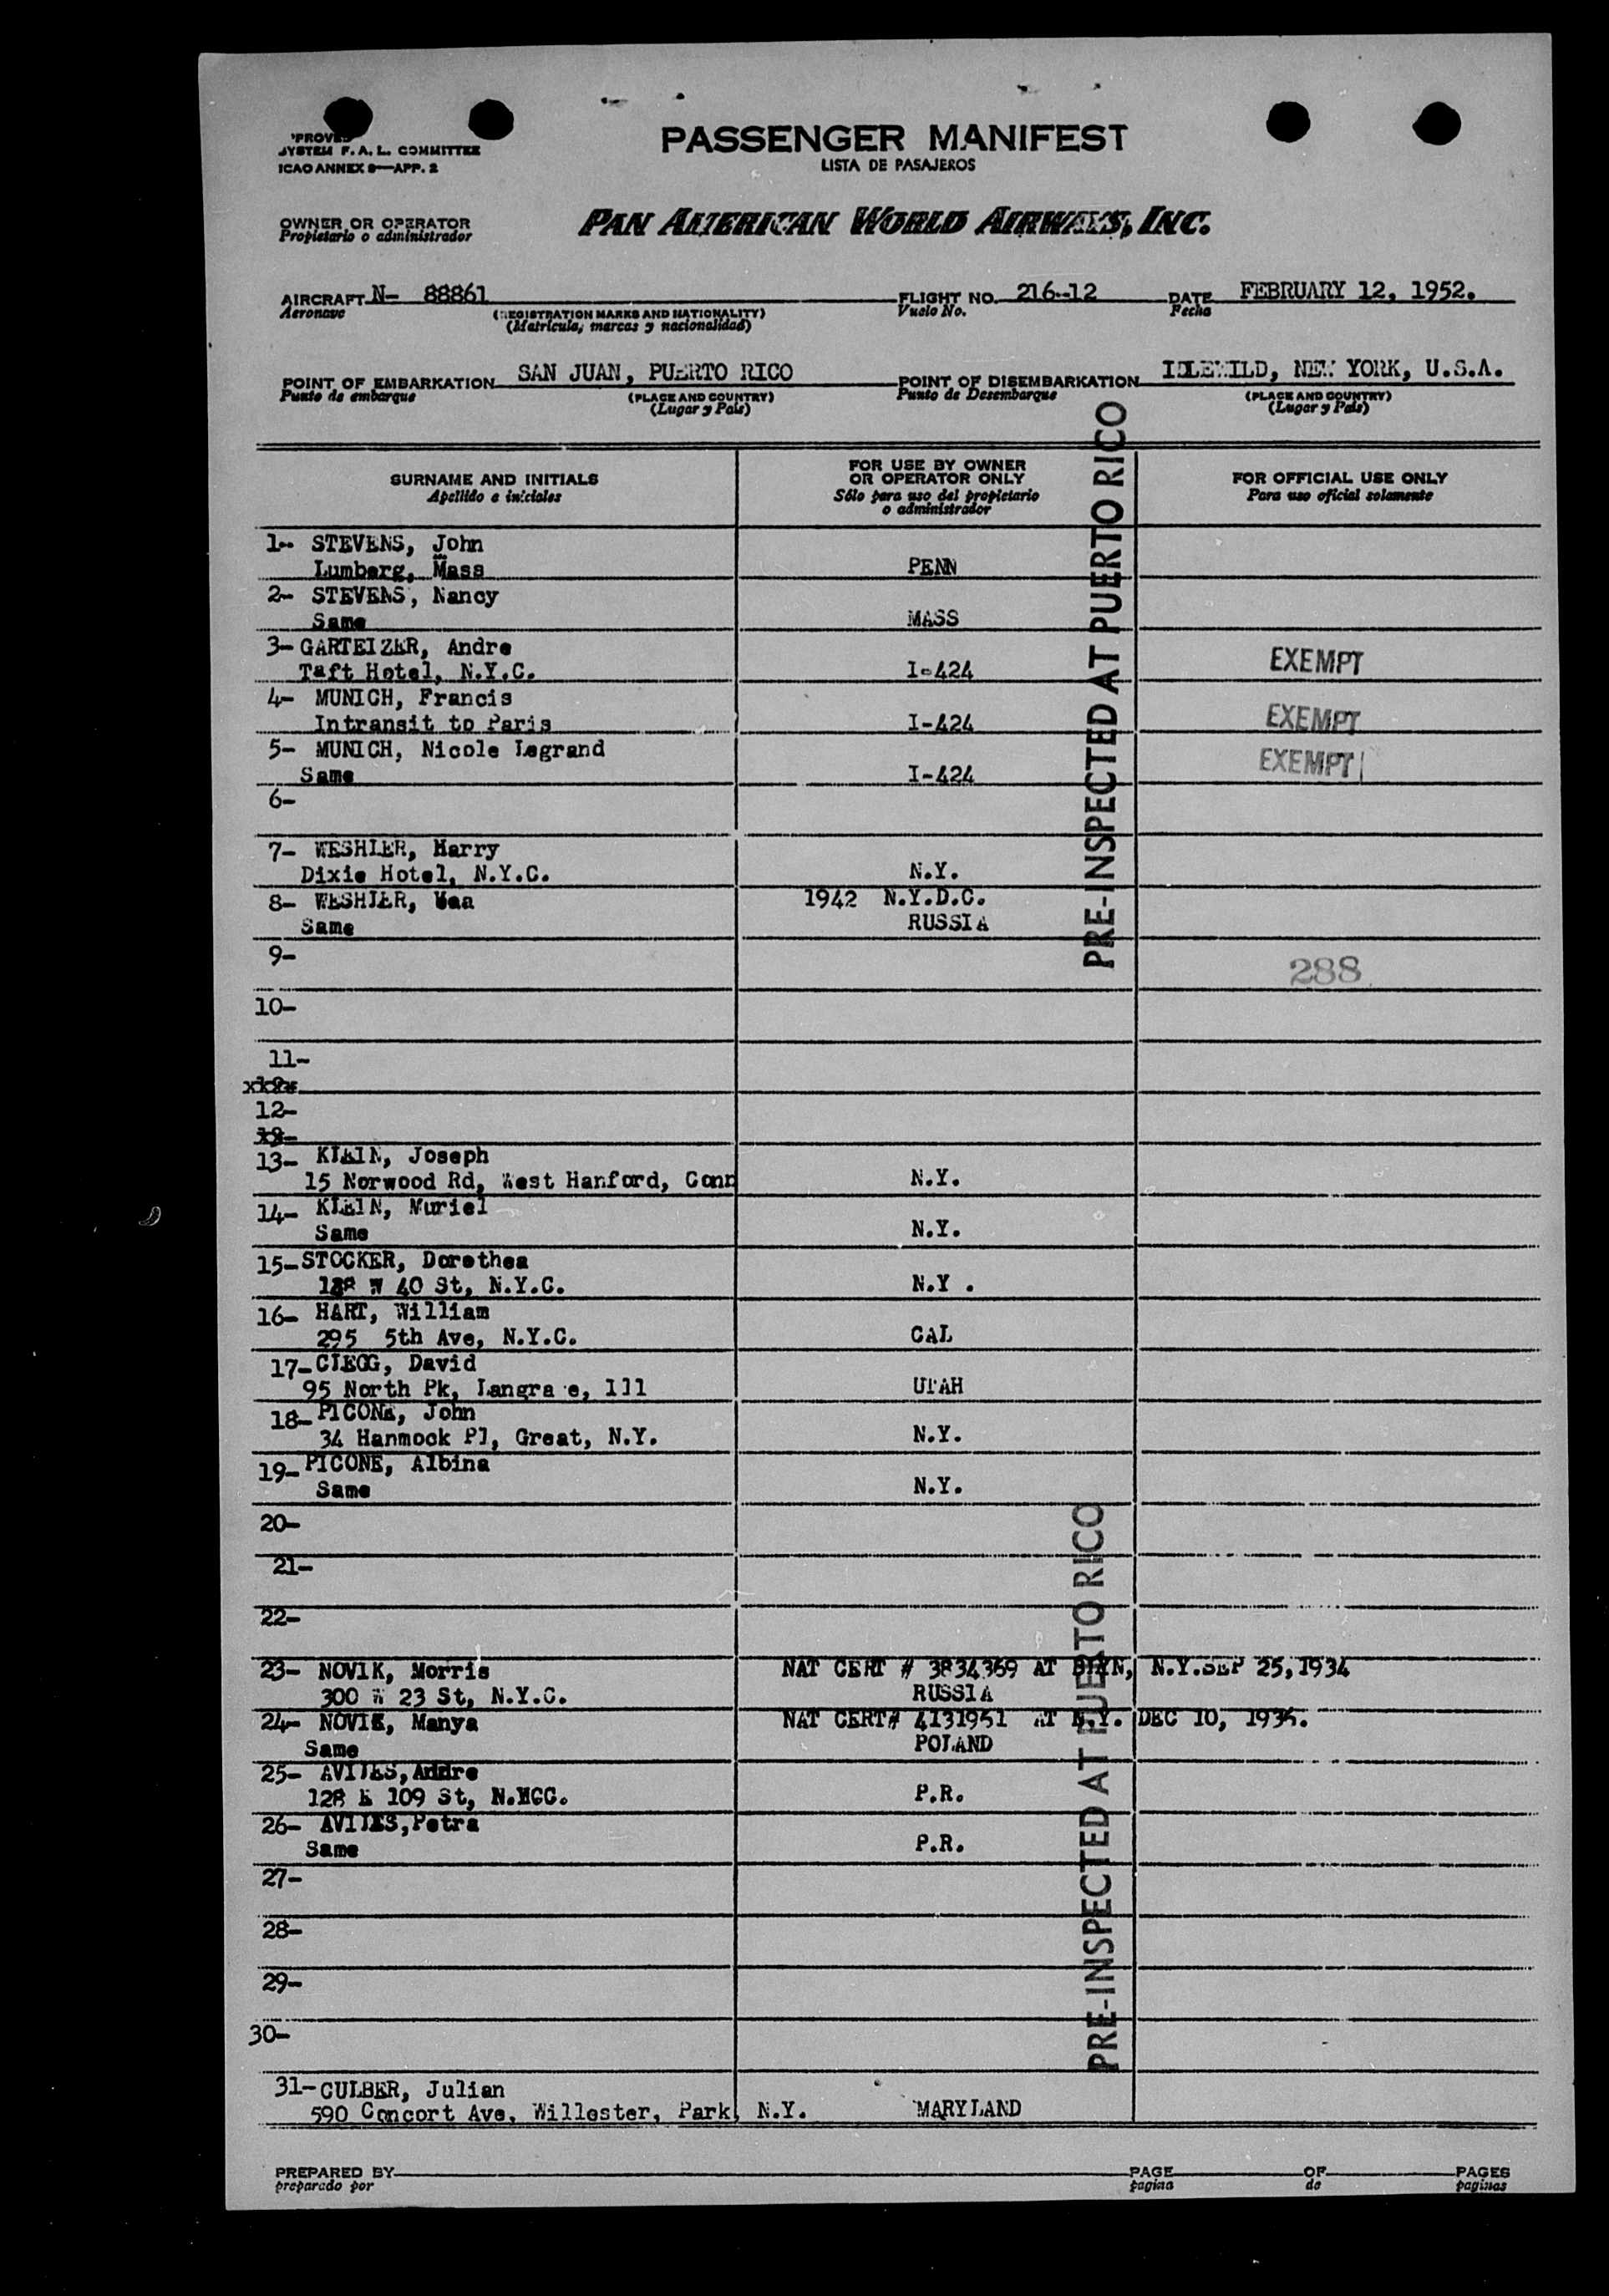 SYSTEM F. A. L. COMMITTEE
ICAO ANNEX 9—APP. 2
PASSENGER MANIFEST
LISTA DE PASAJEROS
OWNER OR OPERATOR
Propietario o administrador
PAN AMERICAN WORLD AIRWAYS, INC.
AIRCRAFT N- 88861 FLIGHT NO. 216-12 DATE FEBRUARY 12, 1952.
Aeronave (REGISTRATION MARKS AND NATIONALITY) Vuelo No. Fecha
(Matricula, marcas y nacionalidad)
POINT OF EMBARKATION SAN JUAN, PUERTO RICO POINT OF DISEMBARKATION IDLEWILD, NEW YORK, U.S.A.
Punto de embarque (PLACE AND COUNTRY) Punto de Desembarque (PLACE AND COUNTRY)
(Lugar y País) (Lugar y País)
SURNAME AND INITIALS
Apellido e iniciales
FOR USE BY OWNER
OR OPERATOR ONLY
Sólo para uso del propietario
o administrador
FOR OFFICIAL USE ONLY
Para uso oficial solamente
PRE-INSPECTED AT PUERTO RICO
1- STEVENS, John
Lumberg, Mass PENN
2- STEVENS, Nancy
Same MASS
3- GARTEIZER, Andre
Taft Hotel, N.Y.C. I-424 EXEMPT
4- MUNICH, Francis
Intransit to Paris I-424 EXEMPT
5- MUNICH, Nicole Legrand
Same I-424 EXEMPT
6-
7- WESHLER, Harry
Dixie Hotel, N.Y.C. N.Y.
8- WESHLER, 1942 N.Y.D.C.
Same RUSSIA
9- 288
10-
11-
12-
13- KLEIN, Joseph
15 Norwood Rd, West Hanford, Conn N.Y.
14- KLEIN, Muriel
Same N.Y.
15- STOCKER, Dorothea
W 40 St, N.Y.C. N.Y .
16- HART, William
295 5th Ave, N.Y.C. CAL
17- CLEGG, David
95 North Pk, Ill UTAH
18- PICONE, John
34 Hanmock Pl, Great, N.Y. N.Y.
19- PICONE, Albina
Same N.Y.
20-
21-
22-
PRE-INSPECTED AT PUERTO RICO
23- NOVIK, Morris NAT CERT # 3834369 AT BKYN, N.Y. SEP 25, 1934
300 W 23 St, N.Y.C. RUSSIA
24- NOVIK, Manya NAT CERT# 4131951 AT N.Y. DEC 10,
Same POLAND
25- AVILES, Andre
128 E 109 St, P.R.
26- AVILES, Petra
Same P.R.
27-
28-
29-
30-
31- CULBER, Julian
590 Concort Ave, Willester, Park, N.Y. MARYLAND
PREPARED BY PAGE OF PAGES
preparado por pagina de paginas